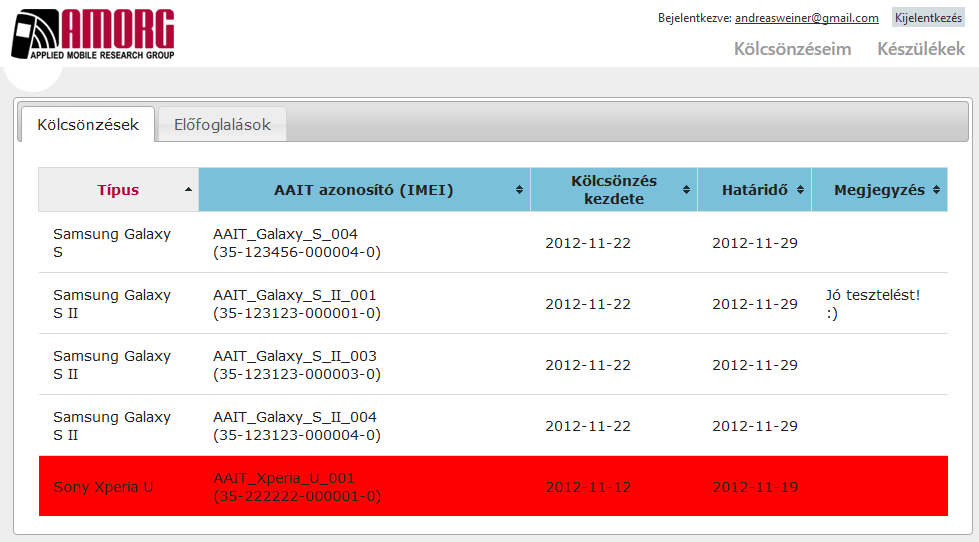 AMORG
APPLIED MOBILE RESEARCH GROUP
Bejelentkezve: andreasweiner@gmail.com Kijelentkezés
Kölcsönzéseim Készülékek
Kölcsönzések Előfoglalások
Típus AAIT azonosító (IMEI) Kölcsönzés kezdete Határidő Megjegyzés
Samsung Galaxy S AAIT_Galaxy_S_004 (35-123456-000004-0) 2012-11-22 2012-11-29
Samsung Galaxy S II AAIT_Galaxy_S_II_001 (35-123123-000001-0) 2012-11-22 2012-11-29 Jó tesztelést! :)
Samsung Galaxy S II AAIT_Galaxy_S_II_003 (35-123123-000003-0) 2012-11-22 2012-11-29
Samsung Galaxy S II AAIT_Galaxy_S_II_004 (35-123123-000004-0) 2012-11-22 2012-11-29
Sony Xperia U AAIT_Xperia_U_001 (35-222222-000001-0) 2012-11-12 2012-11-19